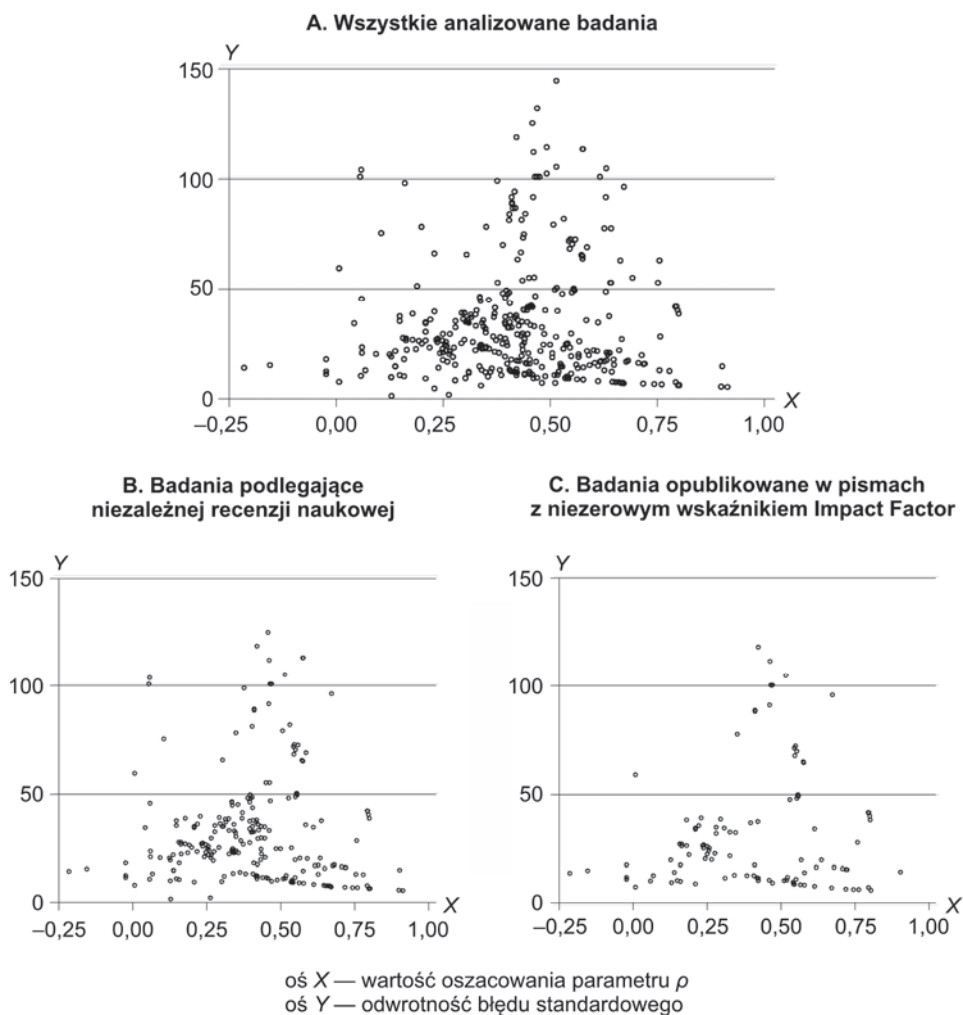 A. Wszystkie analizowane badania
Y
150
100
50
0
X
–0,25 0,00 0,25 0,50 0,75 1,00
B. Badania podlegające
niezależnej recenzji naukowej
Y
150
100
50
0
X
–0,25 0,00 0,25 0,50 0,75 1,00
C. Badania opublikowane w pismach
z niezerowym wskaźnikiem Impact Factor
Y
150
100
50
0
X
–0,25 0,00 0,25 0,50 0,75 1,00
oś X — wartość oszacowania parametru ρ
oś Y — odwrotność błędu standardowego